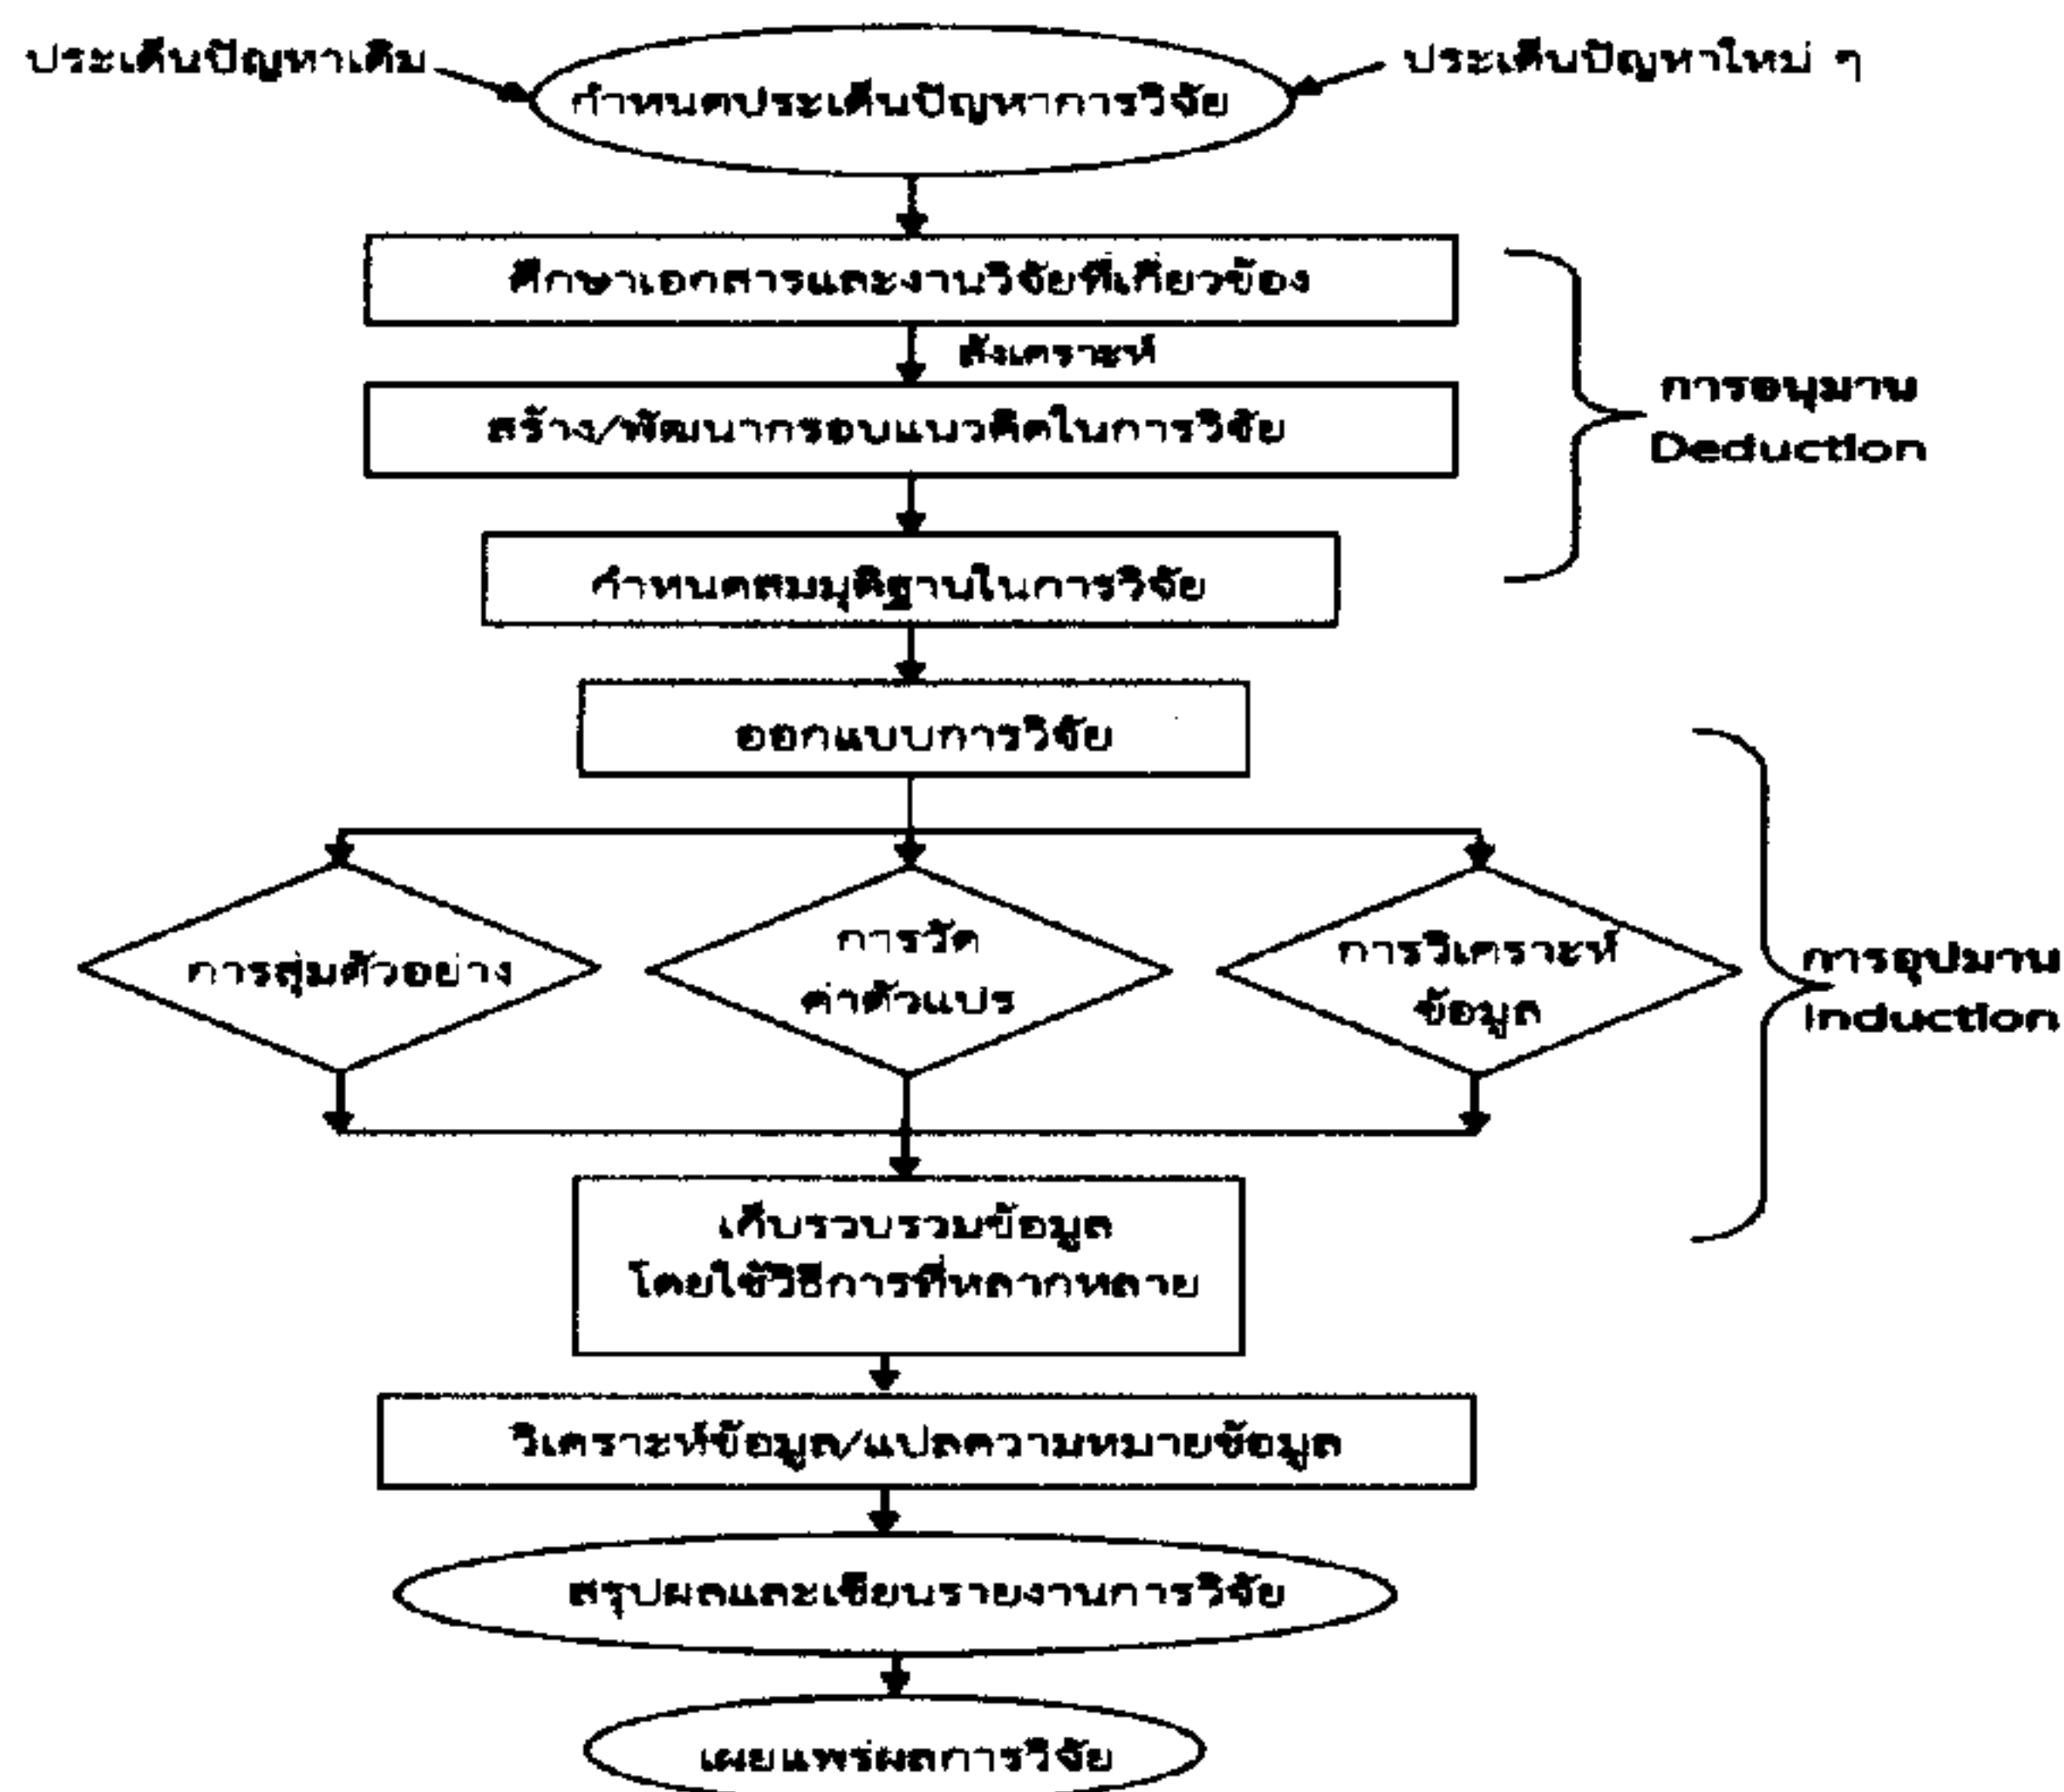 ประเด็นปัญหาเดิม
กำหนดประเด็นปัญหาการวิจัย
ประเด็นปัญหาใหม่ ๆ
ศึกษาเอกสารและงานวิจัยที่เกี่ยวข้อง
สังเคราะห์
สร้าง/พัฒนากรอบแนวคิดในการวิจัย
การอนุมาน
Deduction
กำหนดสมมุติฐานในการวิจัย
ออกแบบการวิจัย
การสุ่มตัวอย่าง
การวัด
ค่าตัวแปร
การวิเคราะห์
ข้อมูล
การอุปมาน
Induction
เก็บรวบรวมข้อมูล
โดยใช้วิธีการที่หลากหลาย
วิเคราะห์ข้อมูล/แปลความหมายข้อมูล
สรุปผลและเขียนรายงานการวิจัย
เผยแพร่ผลการวิจัย